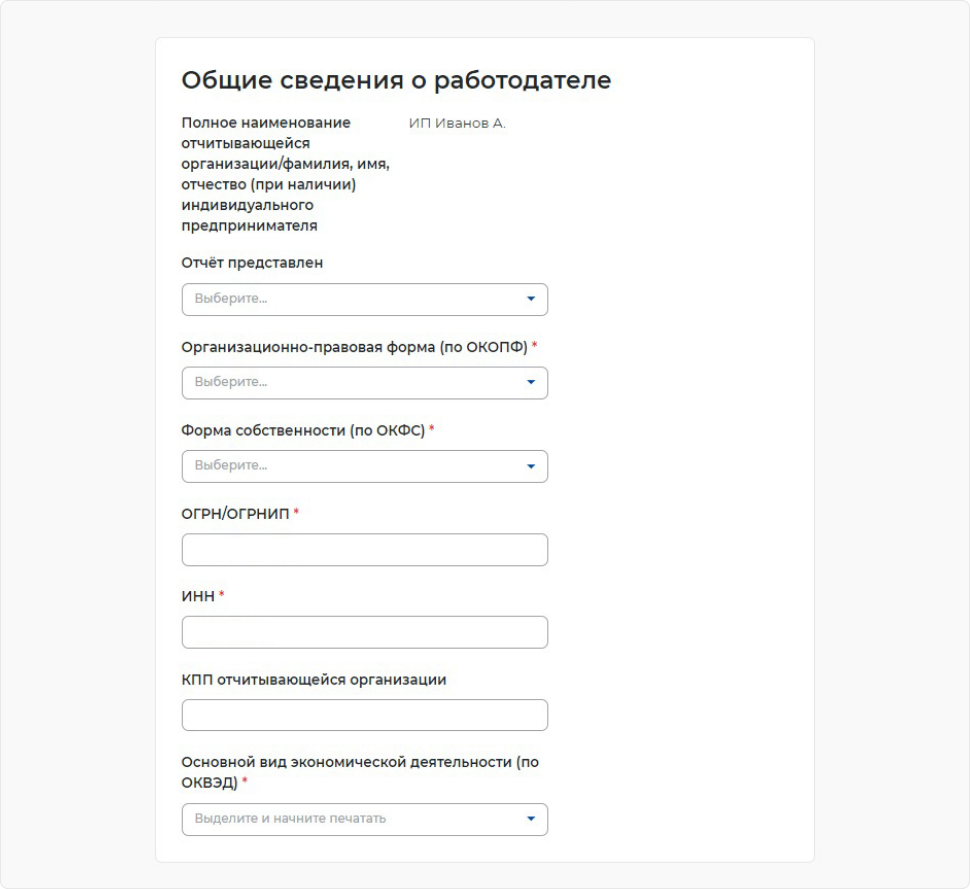 Общие сведения о работодателе
Полное наименование
ИП Иванов А.
отчитывающейся
организации/фамилия, имя,
отчество (при наличии)
индивидуального
предпринимателя
Отчёт представлен
Выберите...
Организационно-правовая форма (по ОКОПФ) *
Выберите...
Форма собственности (по ОКФС) *
Выберите...
ОГРН/ОГРНИП *
ИНН *
КПП отчитывающейся организации
Основной вид экономической деятельности (по
ОКВЭД) *
Выделите и начните печатать